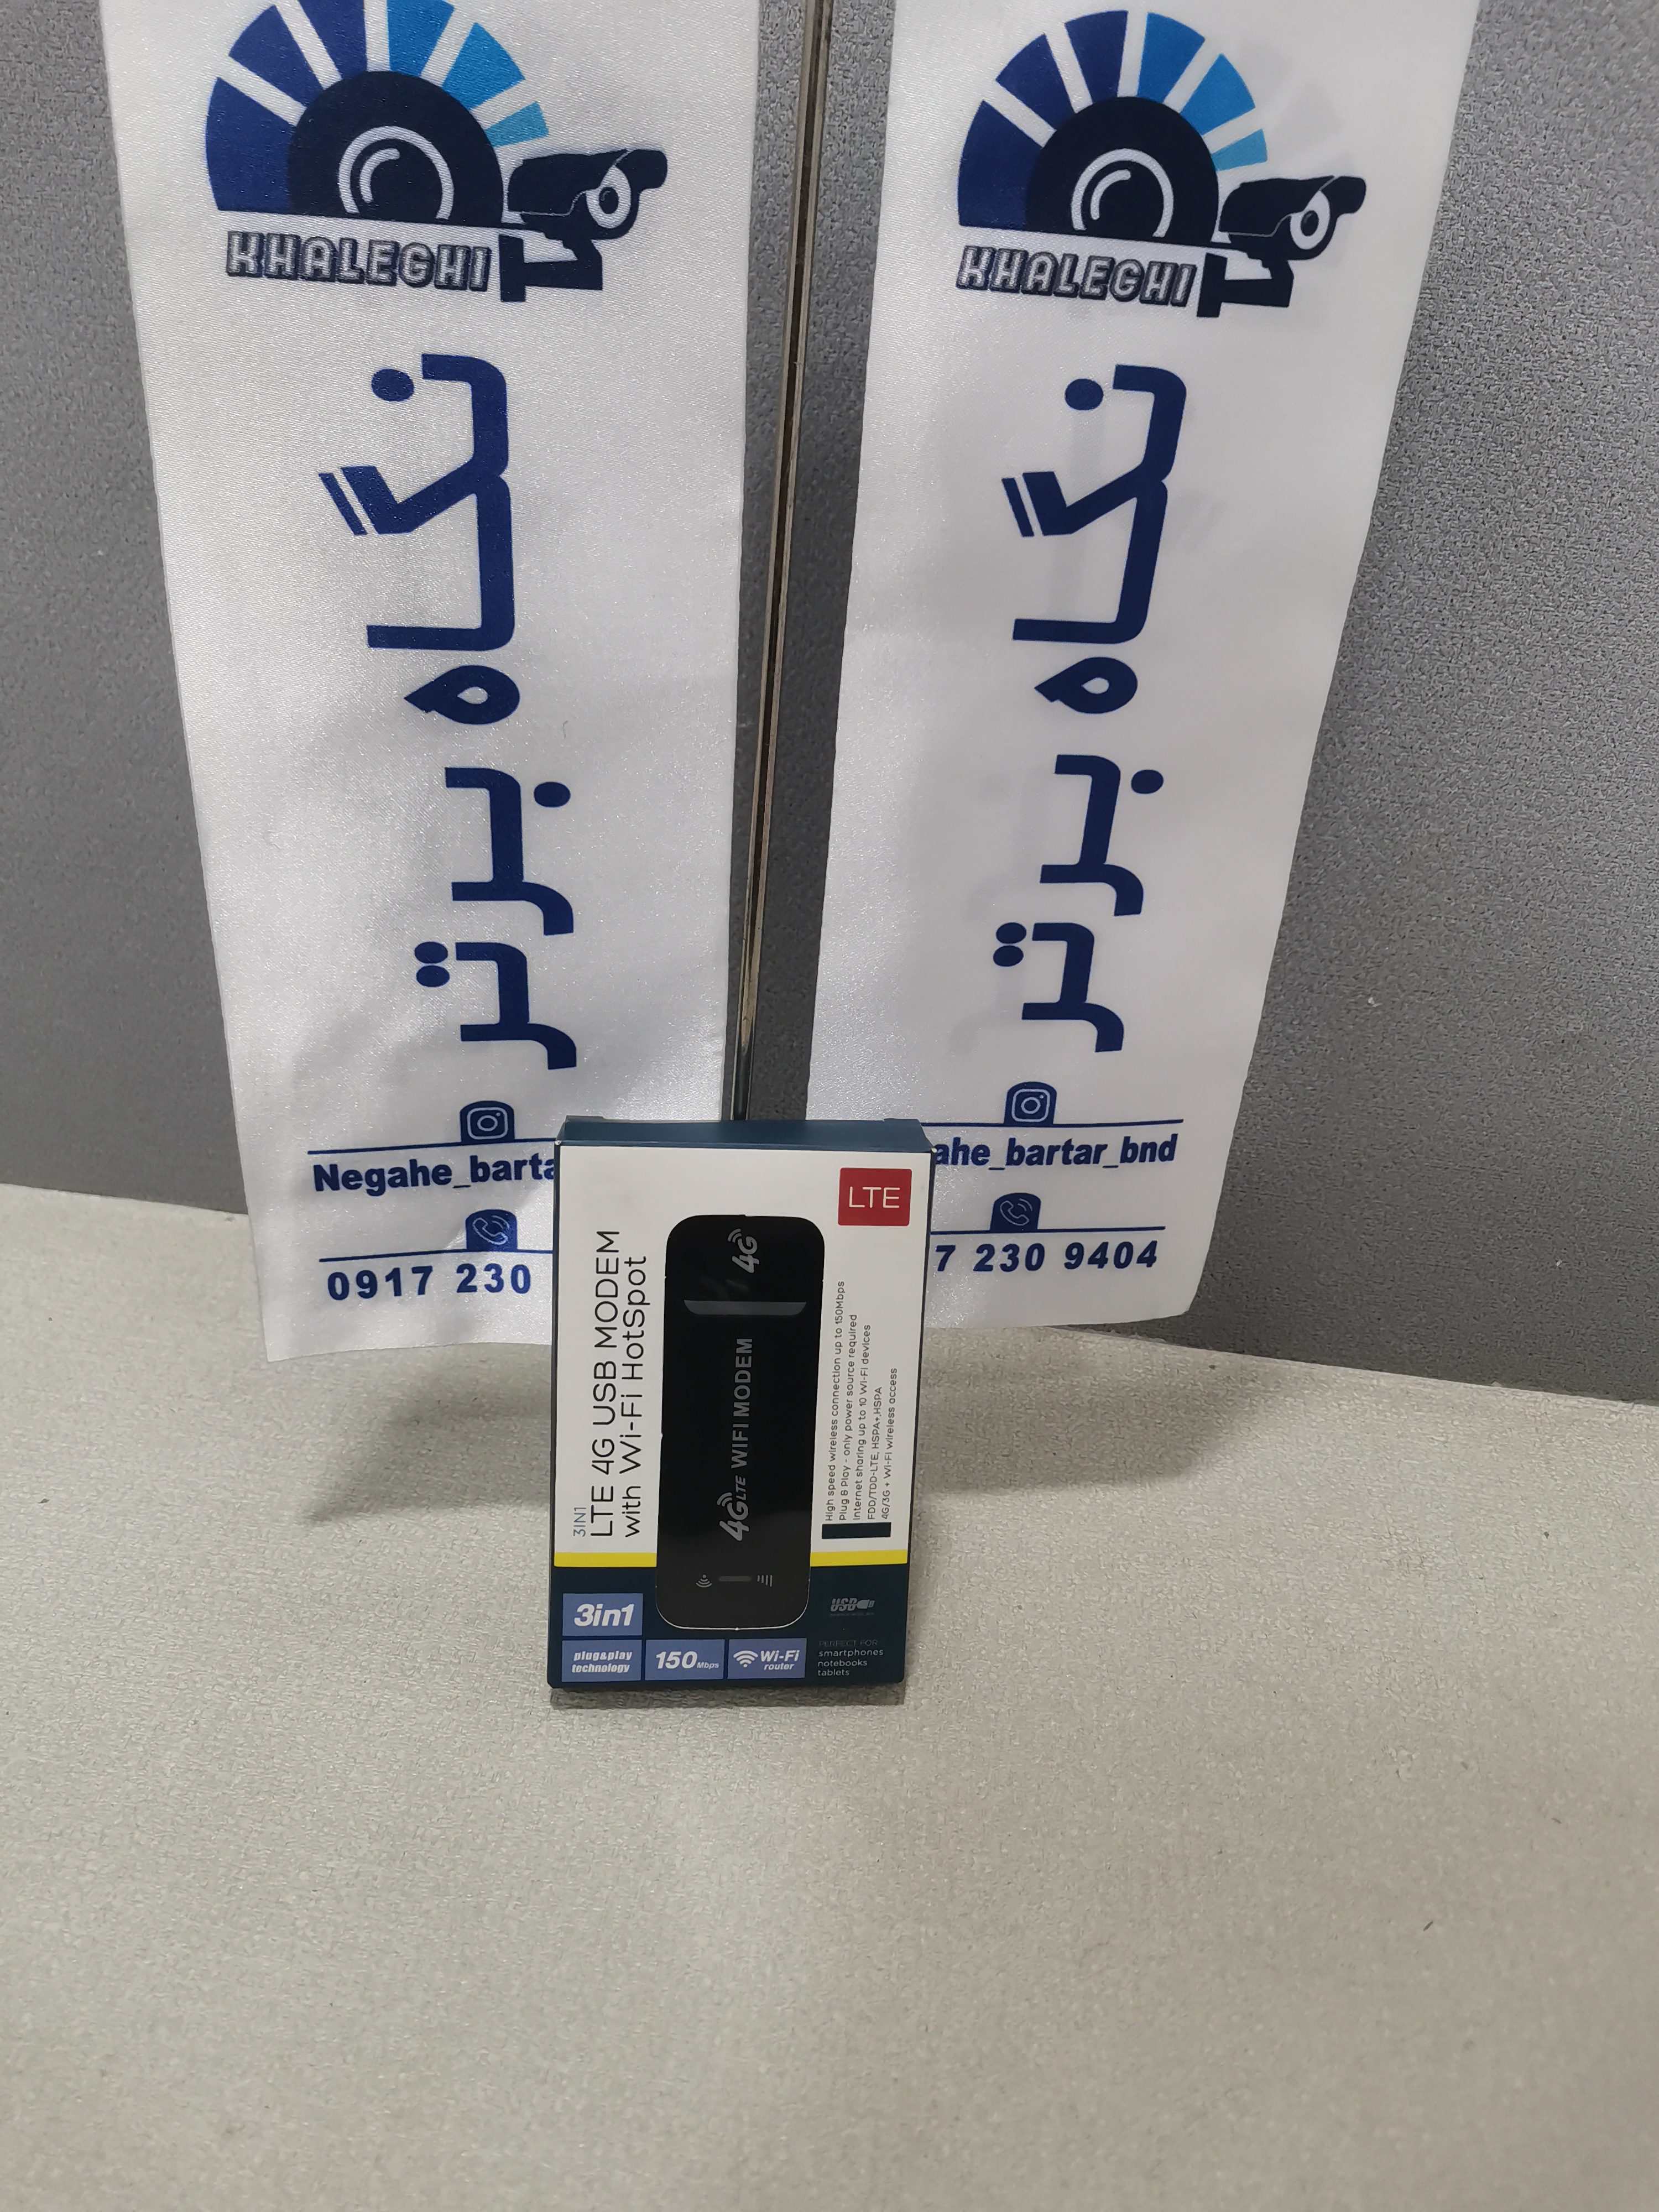 KHALEGHI
نگاه برتر
Negahe_barta
0917 230
KHALEGHI
نگاه برتر
ahe_bartar_bnd
7 230 9404
LTE
3IN1
LTE 4G USB MODEM
with Wi-Fi HotSpot
4G
4G LTE WIFI MODEM
High speed wireless connection up to 150Mbps
Plug & Play - only power source required
Internet sharing up to 10 Wi-Fi devices
FDD/TDD-LTE, HSPA+,HSPA
4G/3G + Wi-Fi wireless access
3in1
plug&play
technology
150Mbps
Wi-Fi
router
USB
PERFECT FOR
smartphones
notebooks
tablets